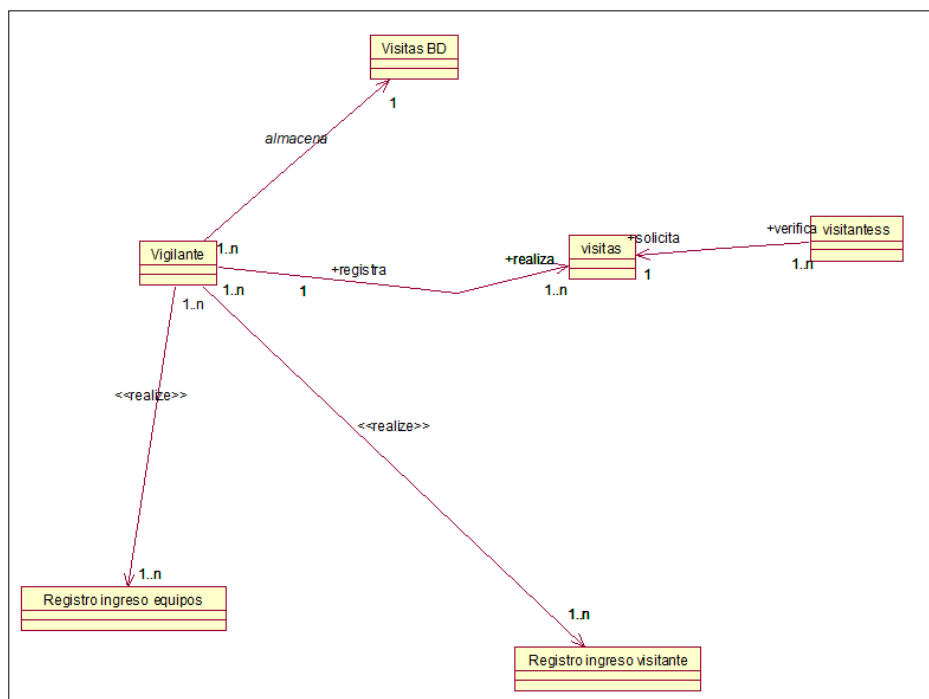 Visitas BD
1
almacena
Vigilante
1..n
+registra
1
1..n
1..n
+realiza
1..n
visitas
+solicita
1
+verifica
1..n
visitantess
<<realize>>
<<realize>>
1..n
Registro ingreso equipos
1..n
Registro ingreso visitante